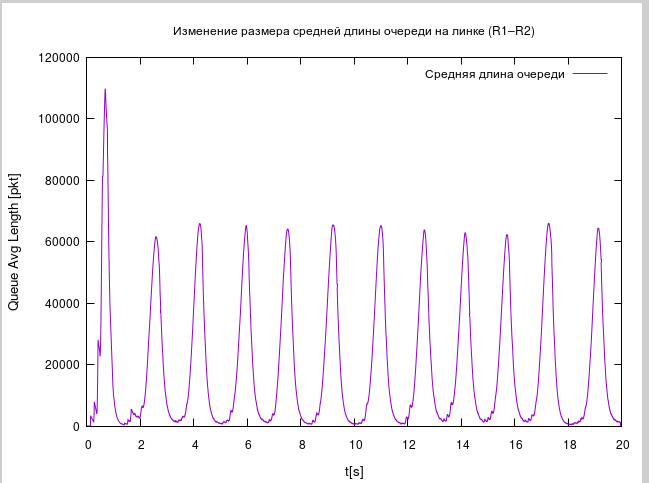 Изменение размера средней длины очереди на линке (R1–R2)
Средняя длина очереди
Queue Avg Length [pkt]
120000
100000
80000
60000
40000
20000
0
0 2 4 6 8 10 12 14 16 18 20
t[s]